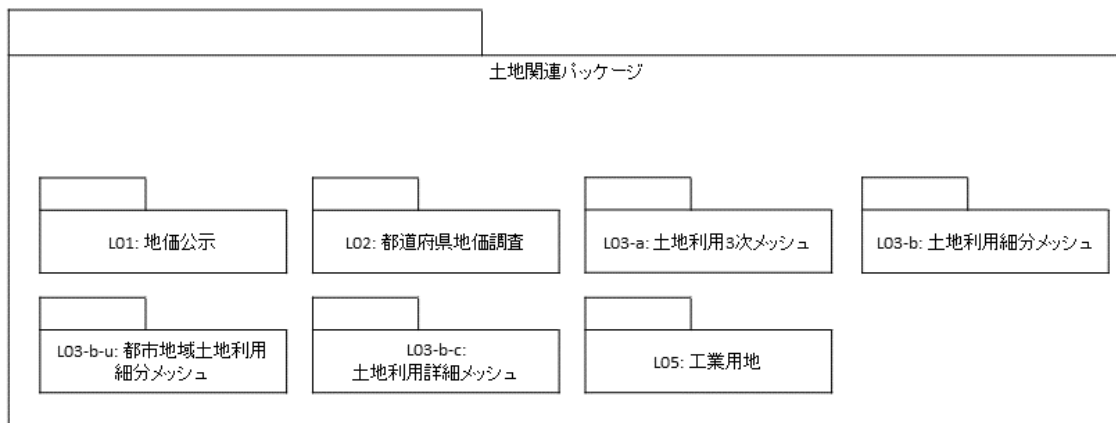 土地関連パッケージ
L01: 地価公示
L02: 都道府県地価調査
L03-a: 土地利用3次メッシュ
L03-b: 土地利用細分メッシュ
L03-b-u: 都市地域土地利用
細分メッシュ
L03-b-c:
土地利用詳細メッシュ
L05: 工業用地